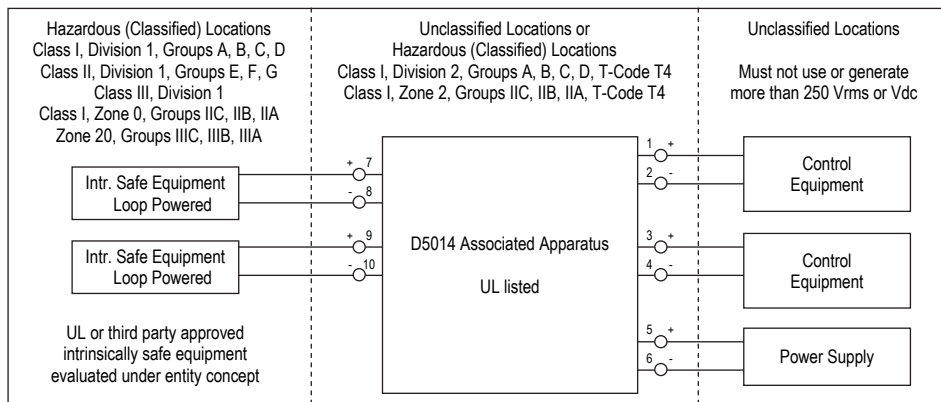 Hazardous (Classified) Locations
Class I, Division 1, Groups A, B, C, D
Class II, Division 1, Groups E, F, G
Class III, Division 1
Class I, Zone 0, Groups IIC, IIB, IIA
Zone 20, Groups IIIC, IIIB, IIIA
+ 7
Intr. Safe Equipment
Loop Powered
- 8
+ 9
Intr. Safe Equipment
Loop Powered
- 10
UL or third party approved
intrinsically safe equipment
evaluated under entity concept
Unclassified Locations or
Hazardous (Classified) Locations
Class I, Division 2, Groups A, B, C, D, T-Code T4
Class I, Zone 2, Groups IIC, IIB, IIA, T-Code T4
D5014 Associated Apparatus
UL listed
1 +
2 -
3 +
4 -
5 +
6 -
Unclassified Locations
Must not use or generate
more than 250 Vrms or Vdc
Control
Equipment
Control
Equipment
Power Supply